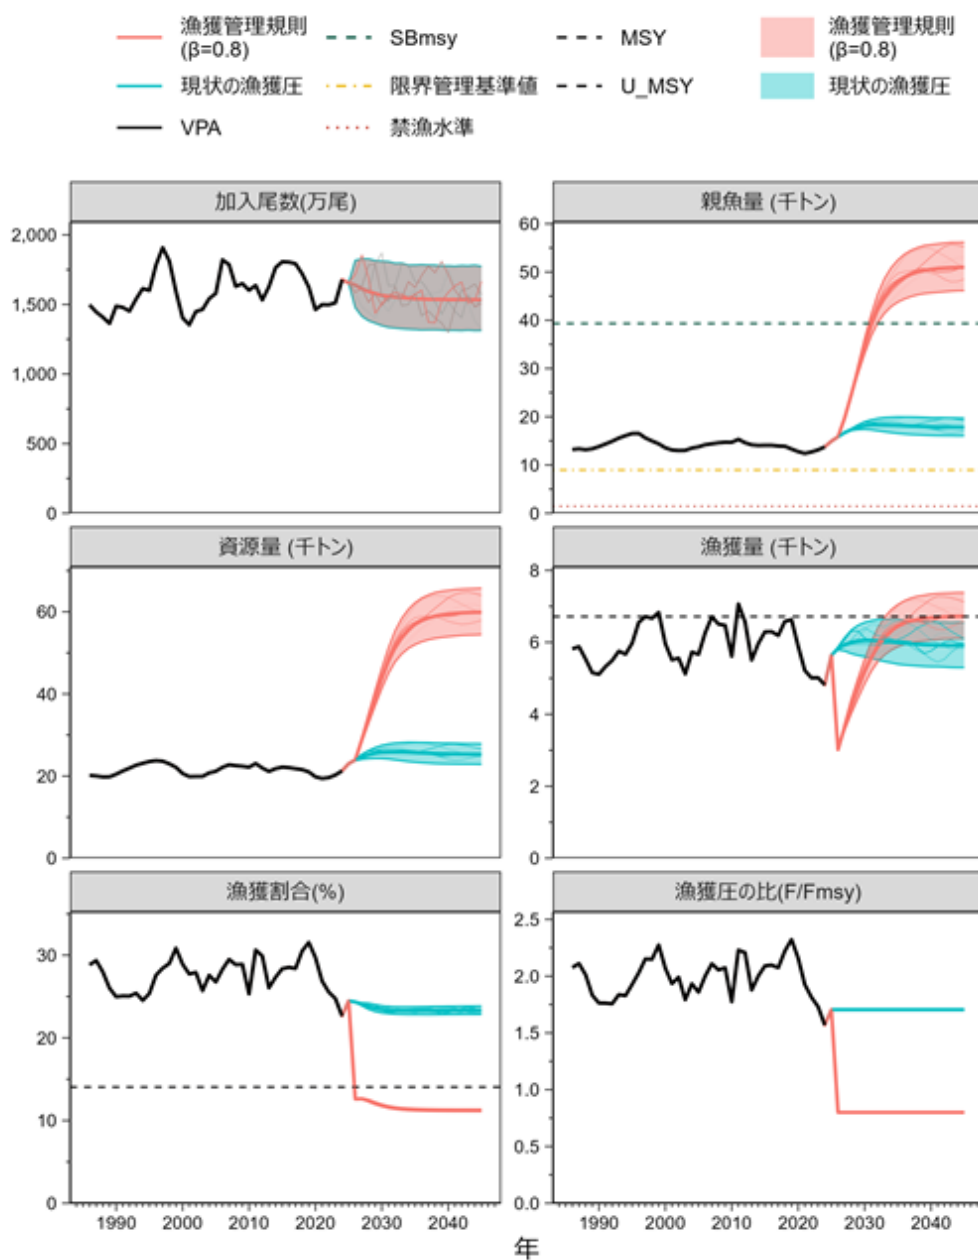 漁獲管理規則
(β=0.8)
SBmsy
MSY
漁獲管理規則
(β=0.8)
現状の漁獲圧
限界管理基準値
U_MSY
現状の漁獲圧
VPA
禁漁水準
加入尾数(万尾)
2,000
1,500
1,000
500
0
親魚量 (千トン)
60
50
40
30
20
10
0
資源量 (千トン)
60
40
20
0
漁獲量 (千トン)
8
6
4
2
0
漁獲割合(%)
30
20
10
0
1990 2000 2010 2020 2030 2040
漁獲圧の比(F/Fmsy)
2.5
2.0
1.5
1.0
0.5
0.0
1990 2000 2010 2020 2030 2040
年